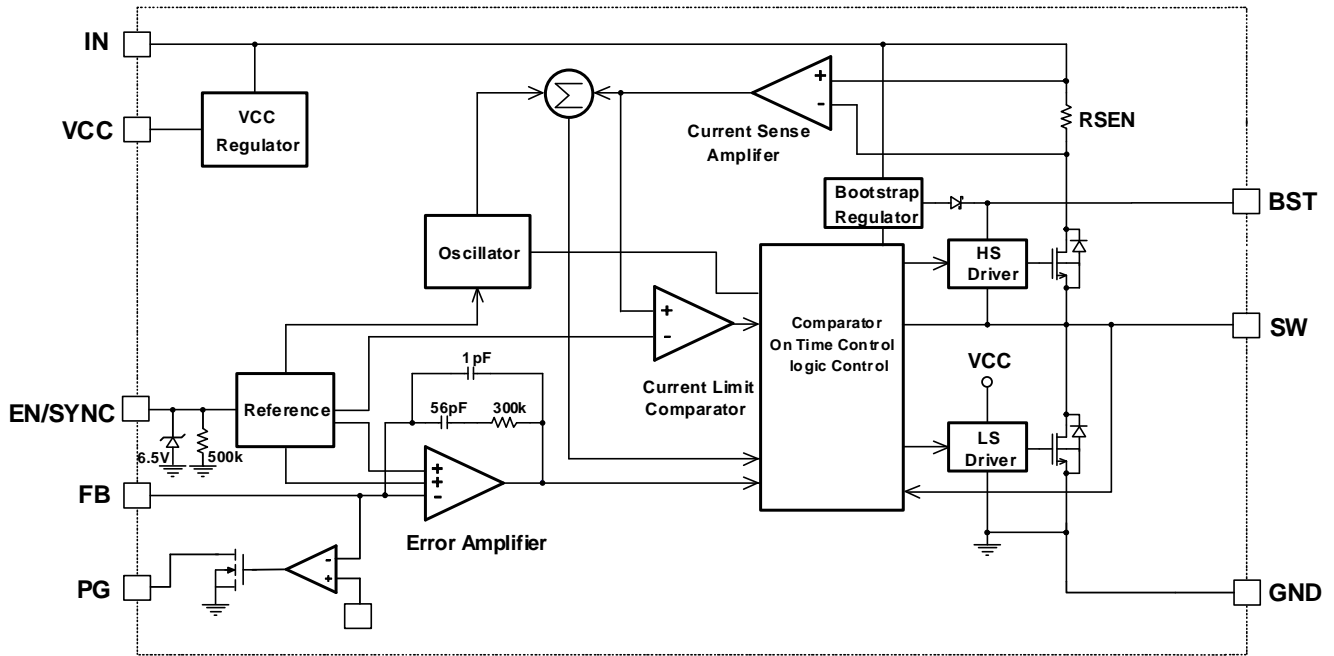 IN
VCC
VCC
Regulator
Σ
+
-
Current Sense
Amplifer
RSEN
Bootstrap
Regulator
BST
Oscillator
HS
Driver
+
-
Comparator
On Time Control
logic Control
SW
1pF
Current Limit
Comparator
VCC
EN/SYNC
Reference
56pF
300k
6.5V
500k
LS
Driver
FB
+
+
-
Error Amplifier
PG
-
+
GND